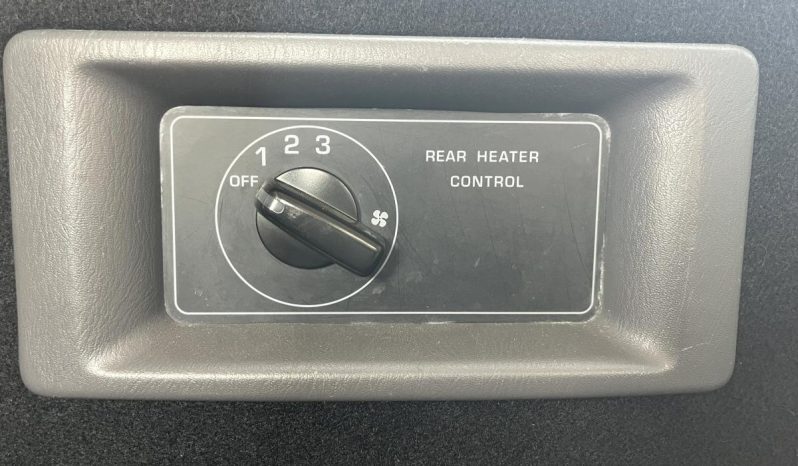 OFF 1 2 3
REAR HEATER
CONTROL